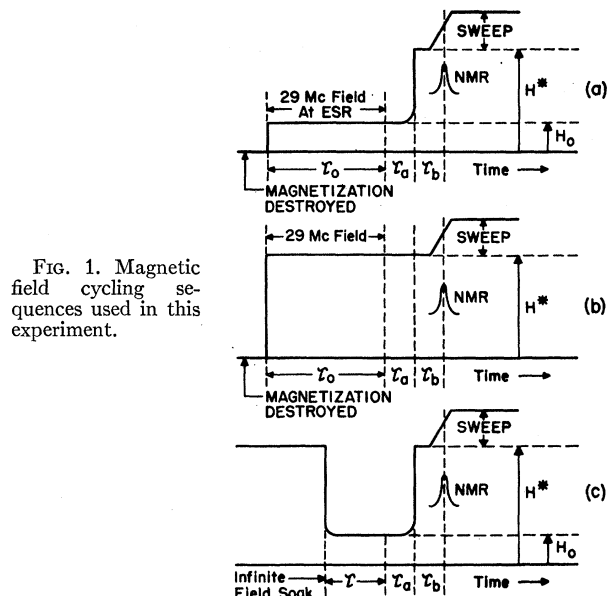 SWEEP
29 Mc Field
At ESR
NMR
H*
(a)
H₀
τ₀
τa
τb
Time
MAGNETIZATION
DESTROYED
FIG. 1. Magnetic
field cycling se-
quences used in this
experiment.
29 Mc Field
SWEEP
NMR
H*
(b)
τ₀
τa
τb
Time
MAGNETIZATION
DESTROYED
SWEEP
NMR
H*
(c)
H₀
Infinite
Field Soak
τ
τa
τb
Time